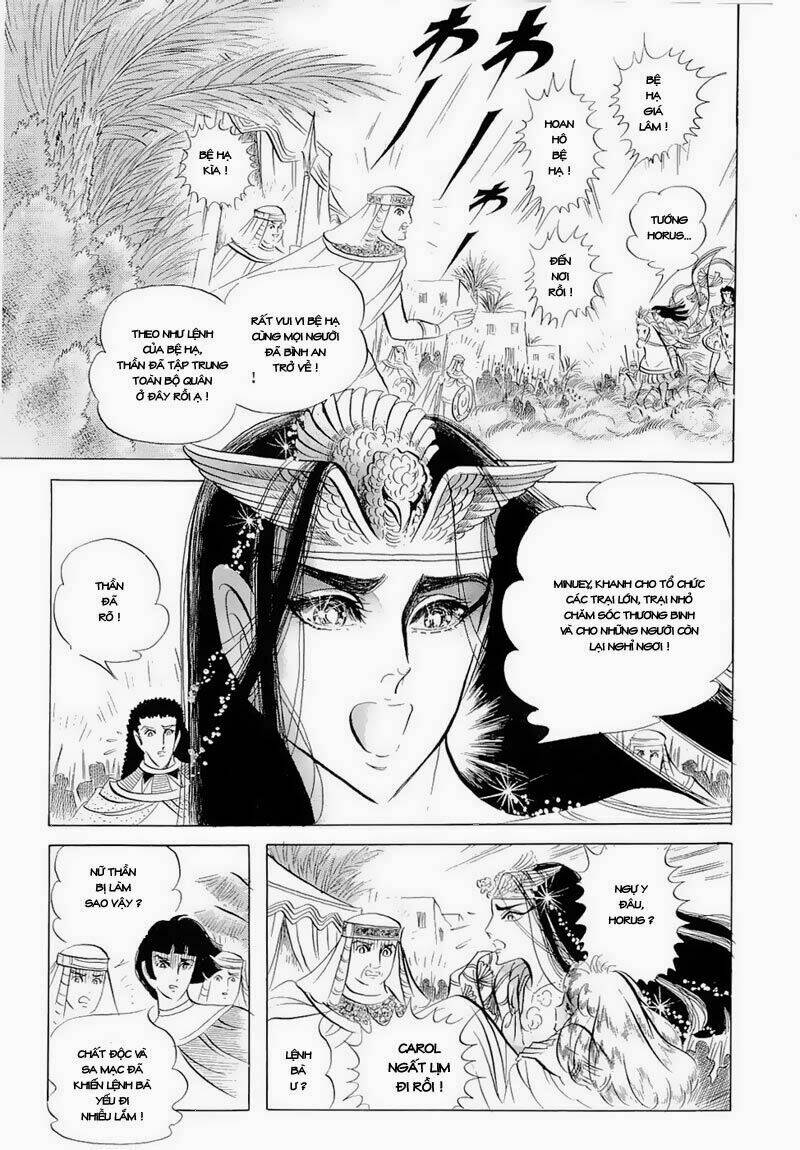 BỆ
HẠ
GIÁ
LÂM !
HOAN
HÔ
BỆ
HẠ !
わー
わー
わー
BỆ HẠ
KÌA !
TƯỚNG
HORUS...
ĐẾN
NƠI
RỒI !
RẤT VUI VI BỆ HẠ
CÙNG MỌI NGƯỜI
ĐÃ BÌNH AN
TRỞ VỀ !
!
THEO NHƯ LỆNH
CỦA BỆ HẠ,
THẦN ĐÃ TẬP TRUNG
TOÀN BỘ QUÂN
Ở ĐÂY RỒI Ạ !
MINUEY, KHANH CHO TỔ CHỨC
CÁC TRẠI LỚN, TRẠI NHỎ
CHĂM SÓC THƯƠNG BINH
VÀ CHO NHỮNG NGƯỜI CÒN
LẠI NGHỈ NGƠI !
THẦN
ĐÃ
RÕ !
NGỰ Y
ĐÂU,
HORUS ?
CAROL
NGẤT LỊM
ĐI RỒI !
LỆNH
BÀ
Ư ?
NỮ THẦN
BỊ LÀM
SAO VẬY ?
CHẤT ĐỘC VÀ
SA MẠC ĐÃ
KHIẾN LỆNH BÀ
YẾU ĐI
NHIỀU LẮM !